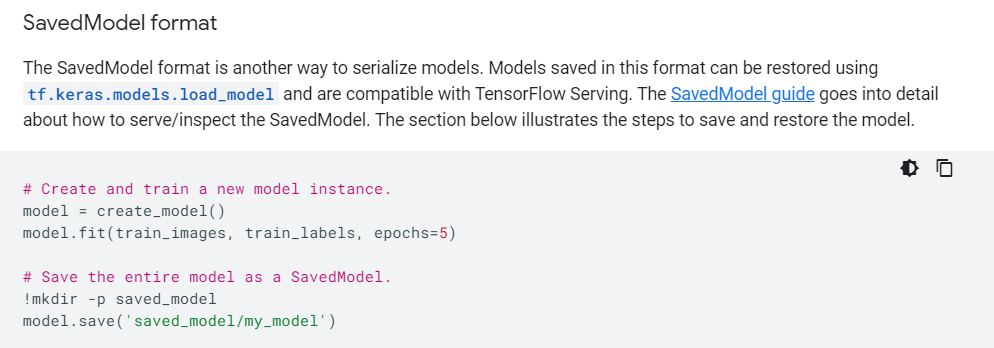 SavedModel format
The SavedModel format is another way to serialize models. Models saved in this format can be restored using
tf.keras.models.load_model and are compatible with TensorFlow Serving. The SavedModel guide goes into detail
about how to serve/inspect the SavedModel. The section below illustrates the steps to save and restore the model.
# Create and train a new model instance.
model = create_model()
model.fit(train_images, train_labels, epochs=5)
# Save the entire model as a SavedModel.
!mkdir -p saved_model
model.save('saved_model/my_model')